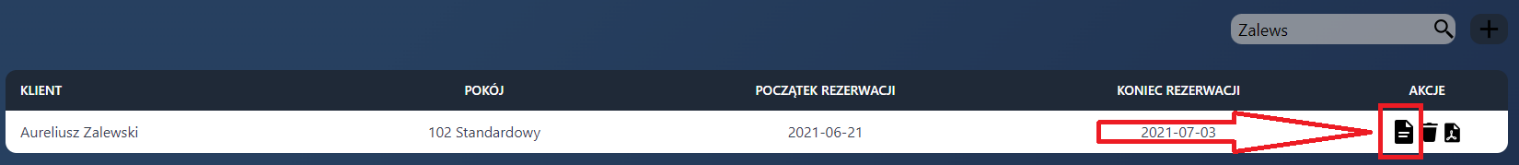 Zalews
KLIENT POKÓJ POCZĄTEK REZERWACJI KONIEC REZERWACJI AKCJE
Aureliusz Zalewski 102 Standardowy 2021-06-21 2021-07-03